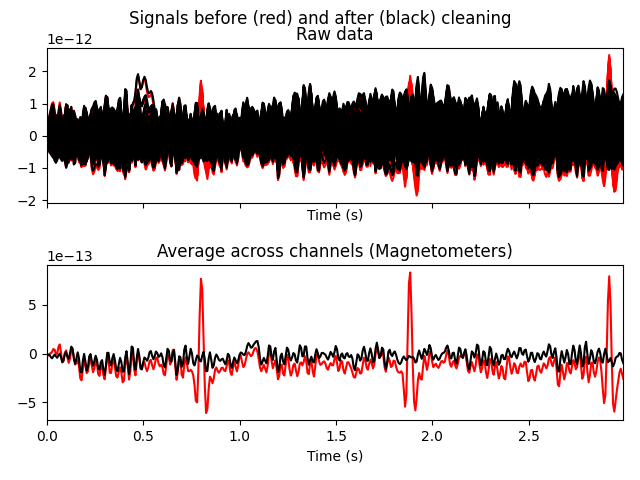 Signals before (red) and after (black) cleaning
Raw data
1e−12
2
1
0
−1
−2
Time (s)
Average across channels (Magnetometers)
1e−13
5
0
−5
0.0 0.5 1.0 1.5 2.0 2.5
Time (s)